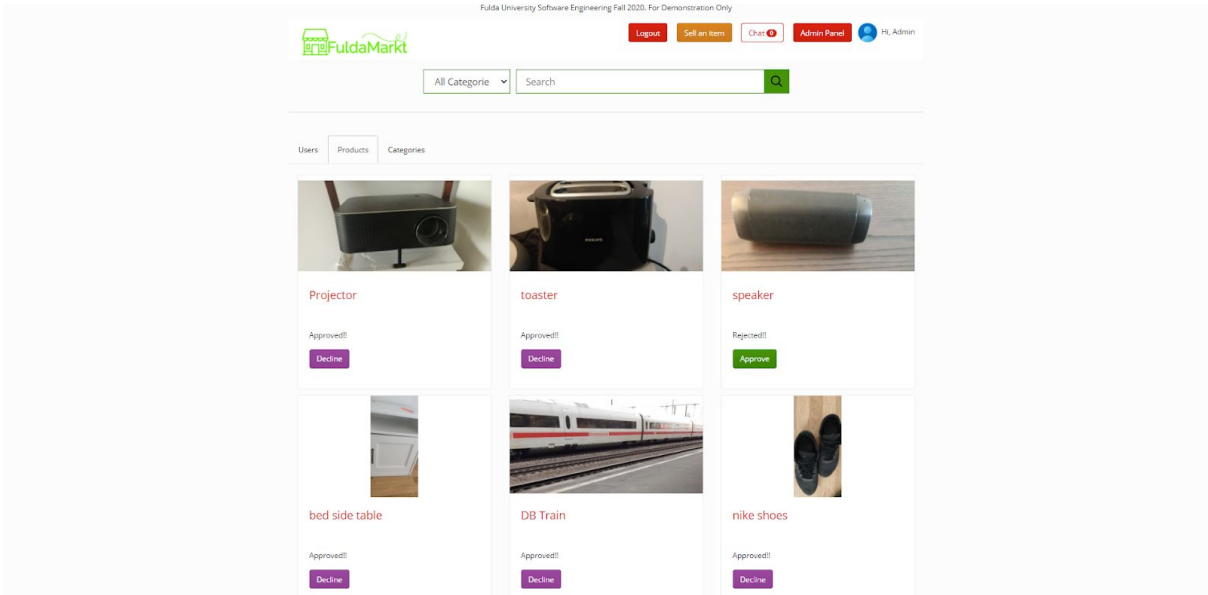 Fulda University Software Engineering Fall 2020. For Demonstration Only
FuldaMarkt
Logout
Sell an item
Chat 0
Admin Panel
Hi, Admin
All Categorie
Search
Users
Products
Categories
PHILIPS
Projector
toaster
speaker
Approved!!
Approved!!
Rejected!!
Decline
Decline
Approve
bed side table
DB Train
nike shoes
Approved!!
Approved!!
Approved!!
Decline
Decline
Decline